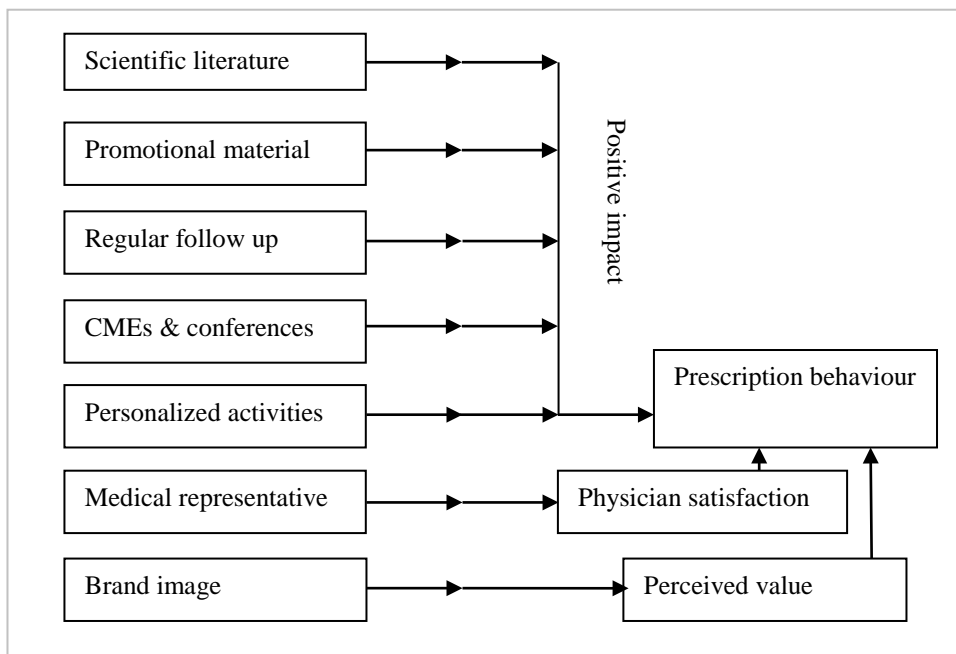 Scientific literature
Promotional material
Regular follow up
CMEs & conferences
Personalized activities
Medical representative
Brand image
Positive impact
Prescription behaviour
Physician satisfaction
Perceived value